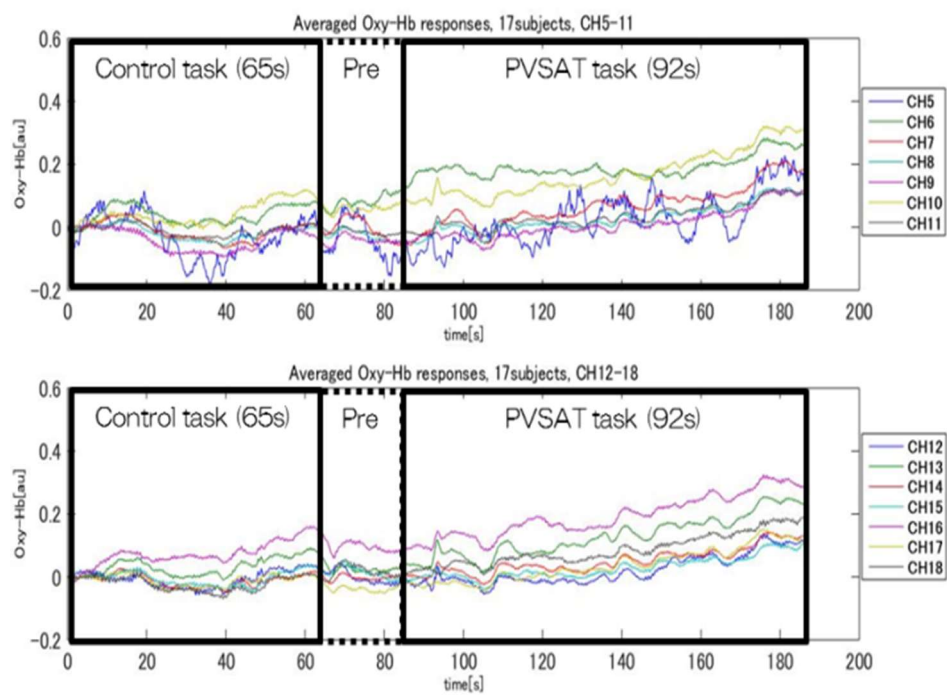 Averaged Oxy-Hb responses, 17subjects, CH5-11
0.6
0.4
0.2
0
-0.2
Oxy-Hb[au]
Control task (65s)
Pre
PVSAT task (92s)
CH5
CH6
CH7
CH8
CH9
CH10
CH11
0 20 40 60 80 100 120 140 160 180 200
time[s]
Averaged Oxy-Hb responses, 17subjects, CH12-18
0.6
0.4
0.2
0
-0.2
Oxy-Hb[au]
Control task (65s)
Pre
PVSAT task (92s)
CH12
CH13
CH14
CH15
CH16
CH17
CH18
0 20 40 60 80 100 120 140 160 180 200
time[s]